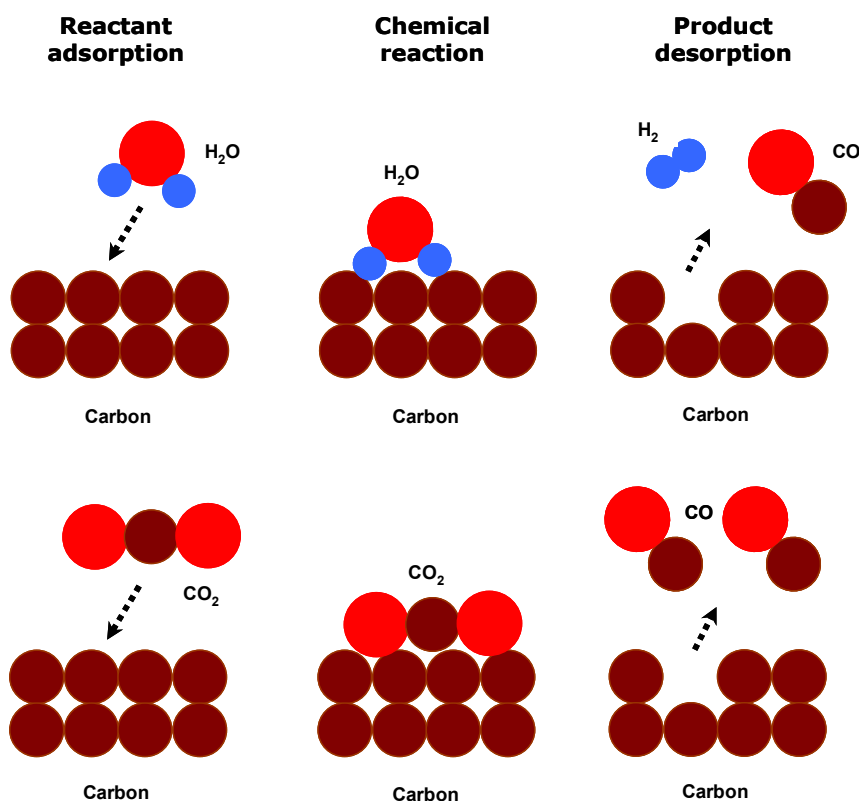 Reactant
adsorption
Chemical
reaction
Product
desorption
H₂O
H₂O
H₂
CO
Carbon
Carbon
Carbon
CO₂
CO₂
CO
Carbon
Carbon
Carbon